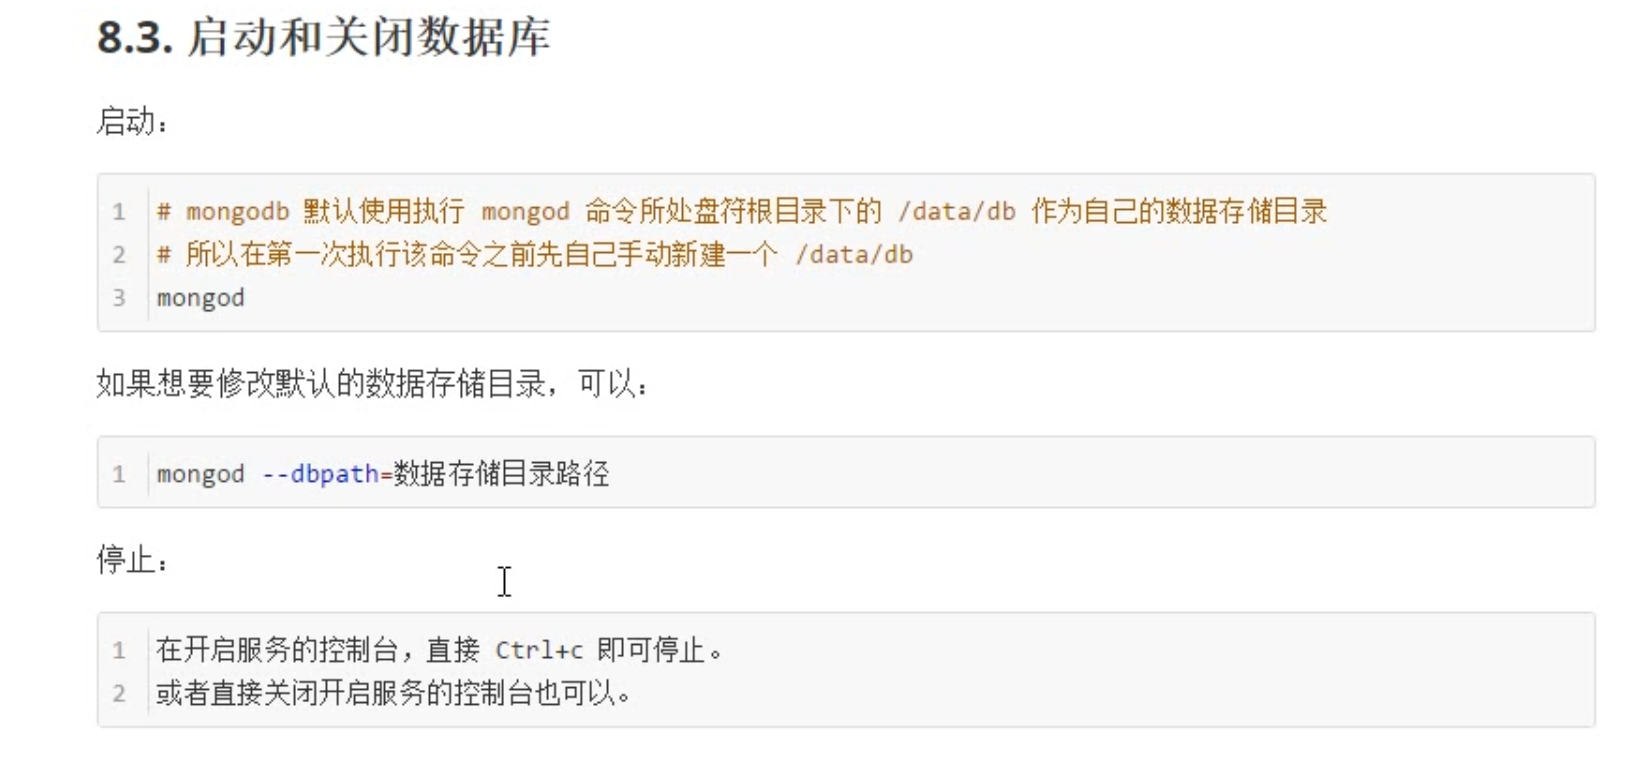 8.3. 启动和关闭数据库
启动：
1 # mongodb 默认使用执行 mongod 命令所处盘符根目录下的 /data/db 作为自己的数据存储目录
2 # 所以在第一次执行该命令之前先自己手动新建一个 /data/db
3 mongod
如果想要修改默认的数据存储目录，可以：
1 mongod --dbpath=数据存储目录路径
停止：
1 在开启服务的控制台，直接 Ctrl+c 即可停止。
2 或者直接关闭开启服务的控制台也可以。